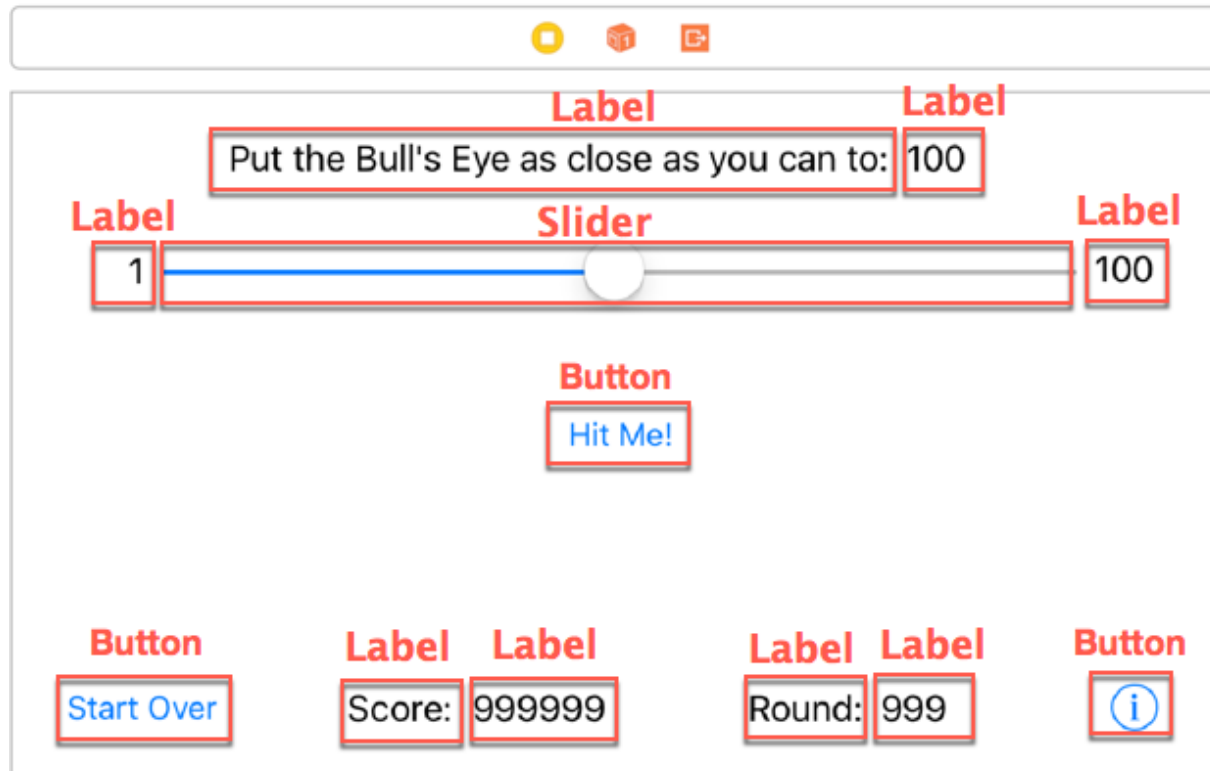 Label Label
Put the Bull's Eye as close as you can to: 100
Label Slider Label
1 100
Button
Hit Me!
Button Label Label Label Label Button
Start Over Score: 999999 Round: 999 i